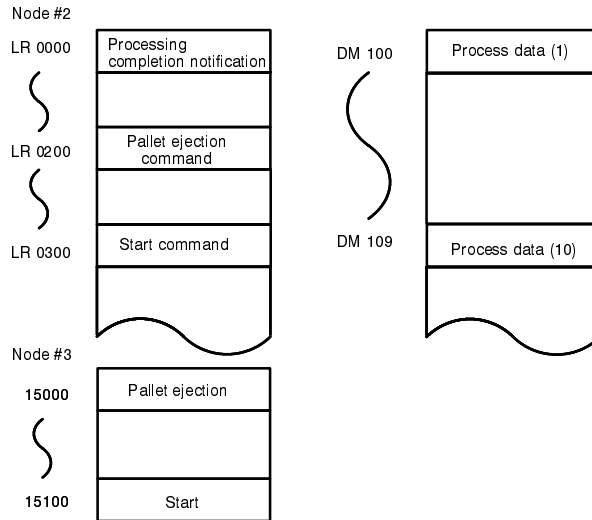 Node #2
LR 0000
Processing
completion notification
LR 0200
Pallet ejection
command
LR 0300
Start command
DM 100
Process data (1)
DM 109
Process data (10)
Node #3
15000
Pallet ejection
15100
Start